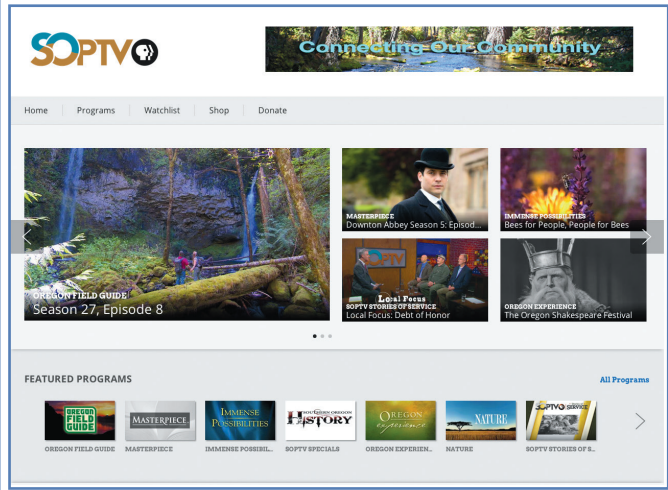 SOPTV
Connecting Our Community
Home Programs Watchlist Shop Donate
OREGON FIELD GUIDE
Season 27, Episode 8
MASTERPIECE
Downton Abbey Season 5: Episod...
IMMENSE POSSIBILITIES
Bees for People, People for Bees
SOPTV
Local Focus
SOPTV STORIES OF SERVICE
Local Focus: Debt of Honor
OREGON EXPERIENCE
The Oregon Shakespeare Festival
FEATURED PROGRAMS
All Programs
OREGON FIELD GUIDE
MASTERPIECE
IMMENSE POSSIBILITIES
SOUTHERN OREGON HISTORY
OREGON experience
NATURE
SOPTV SERVICE
OREGON FIELD GUIDE
MASTERPIECE
IMMENSE POSSIBIL...
SOPTV SPECIALS
OREGON EXPERIEN...
NATURE
SOPTV STORIES OF S...